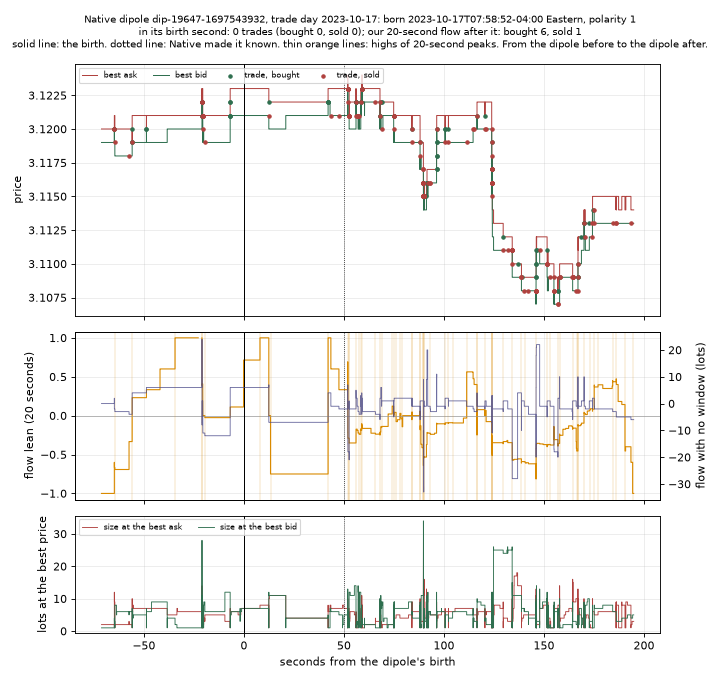 Native dipole dip-19647-1697543932, trade day 2023-10-17: born 2023-10-17T07:58:52-04:00 Eastern, polarity 1
in its birth second: 0 trades (bought 0, sold 0); our 20-second flow after it: bought 6, sold 1
solid line: the birth. dotted line: Native made it known. thin orange lines: highs of 20-second peaks. From the dipole before to the dipole after.
best ask best bid trade, bought trade, sold
3.1225
3.1200
3.1175
3.1150
3.1125
3.1100
3.1075
price
1.0
0.5
0.0
−0.5
−1.0
flow lean (20 seconds)
20
10
0
−10
−20
−30
flow with no window (lots)
size at the best ask size at the best bid
30
20
10
0
lots at the best price
−50 0 50 100 150 200
seconds from the dipole's birth